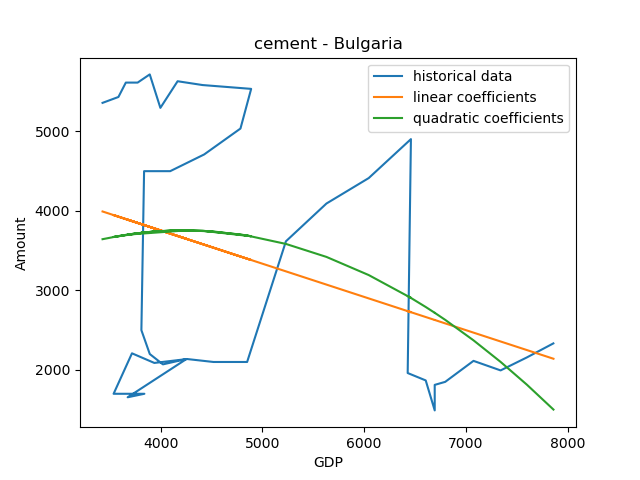 cement - Bulgaria
historical data
linear coefficients
quadratic coefficients
5000
4000
3000
2000
Amount
4000 5000 6000 7000 8000
GDP